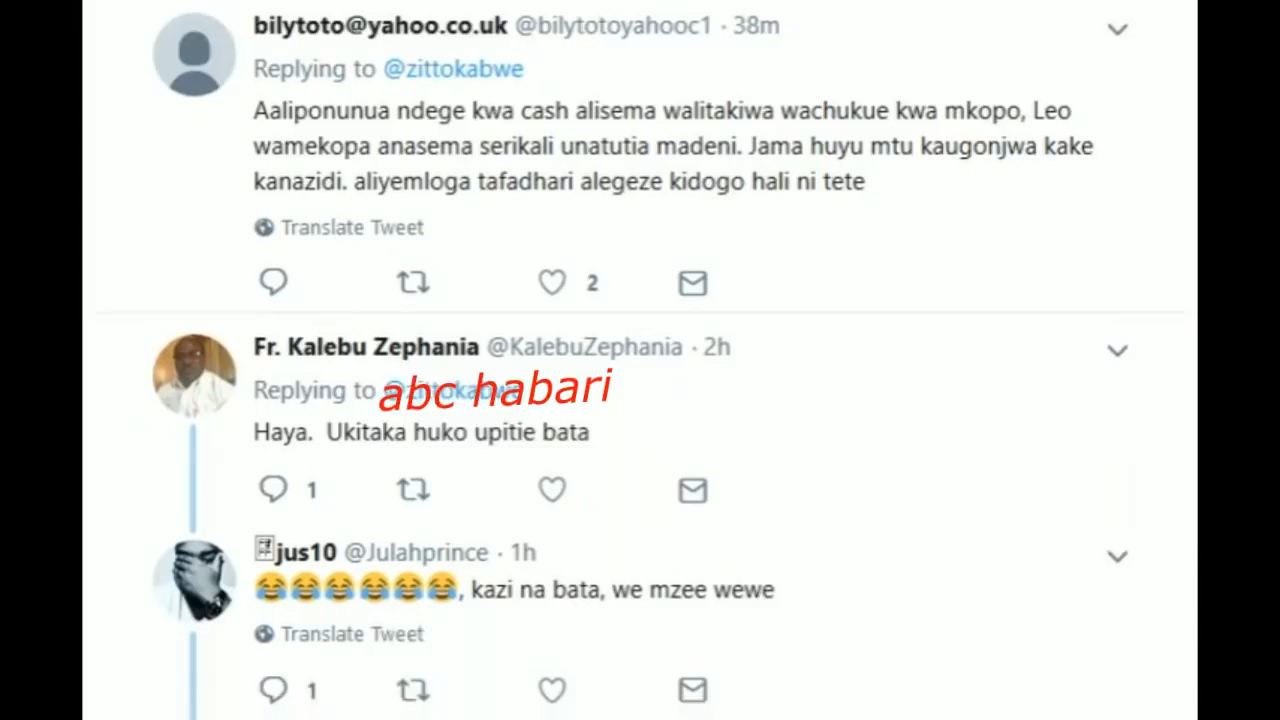 bilytoto@yahoo.co.uk @bilytotoyahooc1 · 38m
Replying to @zittokabwe
Aaliponunua ndege kwa cash alisema walitakiwa wachukue kwa mkopo, Leo
wamekopa anasema serikali unatutia madeni. Jama huyu mtu kaugonjwa kake
kanazidi. aliyemloga tafadhari alegeze kidogo hali ni tete
Translate Tweet
2
Fr. Kalebu Zephania @KalebuZephania · 2h
Replying to @zittokabwe
abc habari
Haya. Ukitaka huko upitie bata
1
jus10 @Julahprince · 1h
😂😂😂😂😂😂, kazi na bata, we mzee wewe
Translate Tweet
1